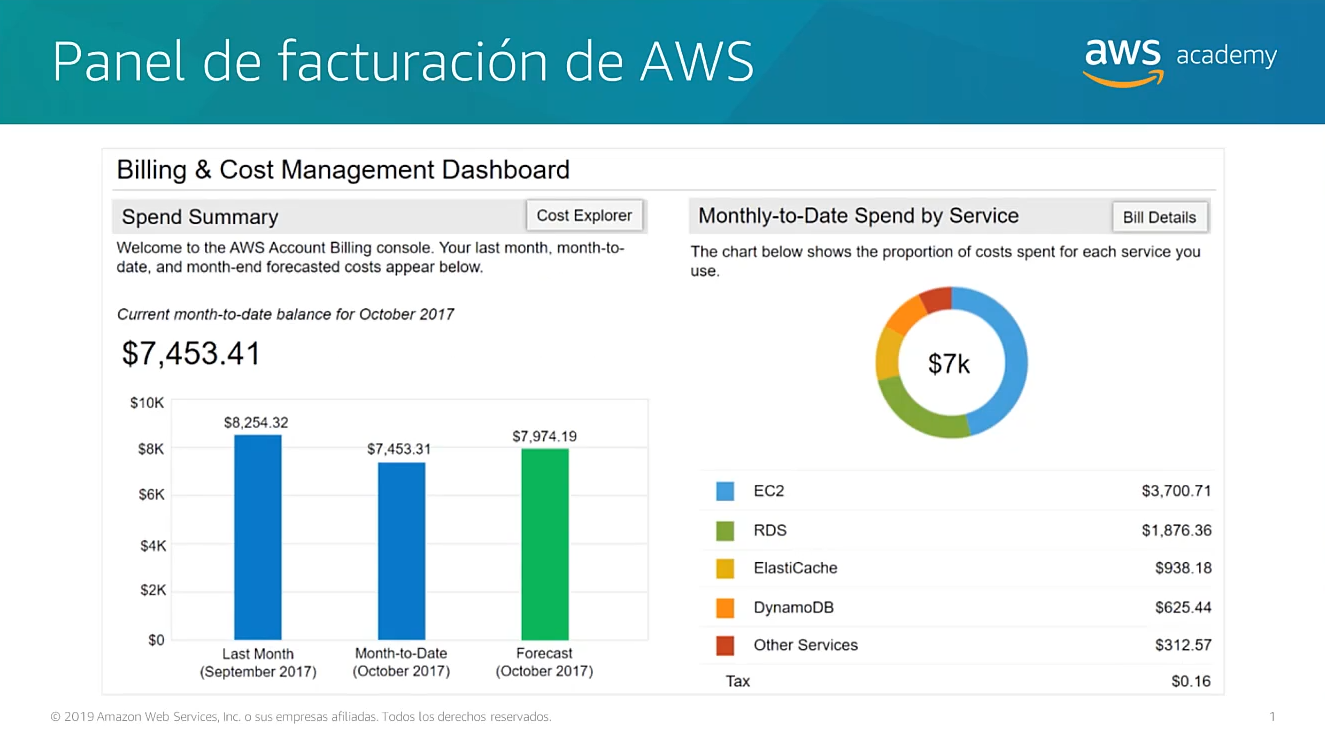 Panel de facturación de AWS
aws academy
Billing & Cost Management Dashboard
Spend Summary
Cost Explorer
Welcome to the AWS Account Billing console. Your last month, month-to-
date, and month-end forecasted costs appear below.
Current month-to-date balance for October 2017
$7,453.41
$10K
$8K
$6K
$4K
$2K
$0
$8,254.32
$7,453.31
$7,974.19
Last Month
(September 2017)
Month-to-Date
(October 2017)
Forecast
(October 2017)
Monthly-to-Date Spend by Service
Bill Details
The chart below shows the proportion of costs spent for each service you
use.
$7k
EC2 $3,700.71
RDS $1,876.36
ElastiCache $938.18
DynamoDB $625.44
Other Services $312.57
Tax $0.16
© 2019 Amazon Web Services, Inc. o sus empresas afiliadas. Todos los derechos reservados.
1